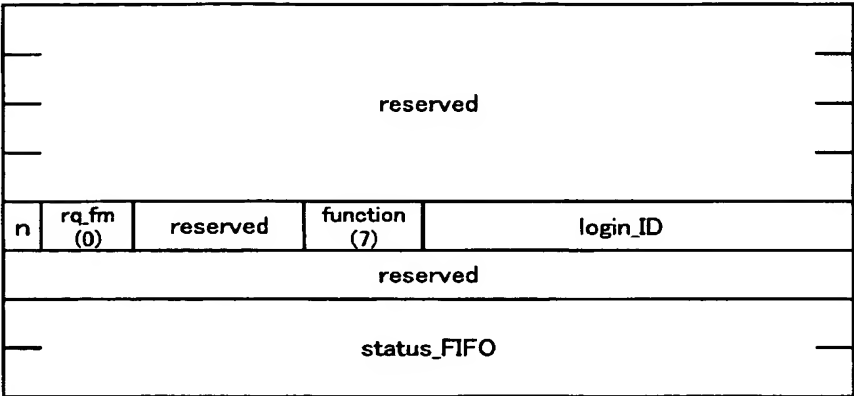 reserved
n
rq_fm
(0)
reserved
function
(7)
login_ID
reserved
status_FIFO